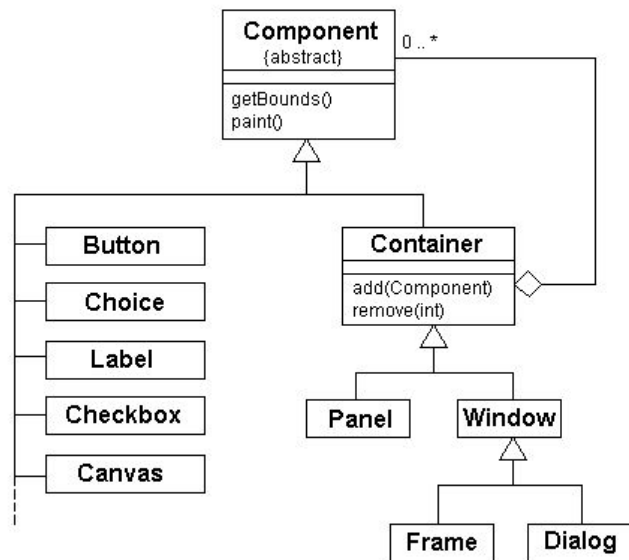 Component
{abstract}
0 .. *
getBounds()
paint()
Button
Choice
Label
Checkbox
Canvas
Container
add(Component)
remove(int)
Panel
Window
Frame
Dialog